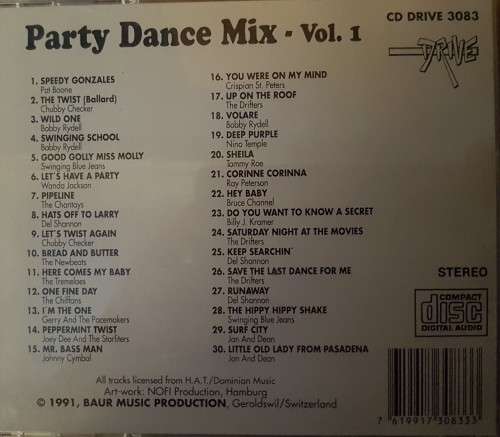 Party Dance Mix - Vol. 1
CD DRIVE 3083
DRIVE
1. SPEEDY GONZALES
Pat Boone
2. THE TWIST (Ballard)
Chubby Checker
3. WILD ONE
Bobby Rydell
4. SWINGING SCHOOL
Bobby Rydell
5. GOOD GOLLY MISS MOLLY
Swinging Blue Jeans
6. LET'S HAVE A PARTY
Wanda Jackson
7. PIPELINE
The Chantays
8. HATS OFF TO LARRY
Del Shannon
9. LET'S TWIST AGAIN
Chubby Checker
10. BREAD AND BUTTER
The Newbeats
11. HERE COMES MY BABY
The Tremeloes
12. ONE FINE DAY
The Chiffons
13. I'M THE ONE
Gerry And The Pacemakers
14. PEPPERMINT TWIST
Joey Dee And The Starliters
15. MR. BASS MAN
Johnny Cymbal
16. YOU WERE ON MY MIND
Crispian St. Peters
17. UP ON THE ROOF
The Drifters
18. VOLARE
Bobby Rydell
19. DEEP PURPLE
Nino Temple
20. SHEILA
Tommy Roe
21. CORINNE CORINNA
Ray Peterson
22. HEY BABY
Bruce Channel
23. DO YOU WANT TO KNOW A SECRET
Billy J. Kramer
24. SATURDAY NIGHT AT THE MOVIES
The Drifters
25. KEEP SEARCHIN'
Del Shannon
26. SAVE THE LAST DANCE FOR ME
The Drifters
27. RUNAWAY
Del Shannon
28. THE HIPPY HIPPY SHAKE
Swinging Blue Jeans
29. SURF CITY
Jan And Dean
30. LITTLE OLD LADY FROM PASADENA
Jan And Dean
STEREO
COMPACT
disc
DIGITAL AUDIO
All tracks licensed from H.A.T./Dominion Music
Art-work: NOFI Production, Hamburg
© 1991, BAUR MUSIC PRODUCTION, Geroldswil/Switzerland
7 619917 308333